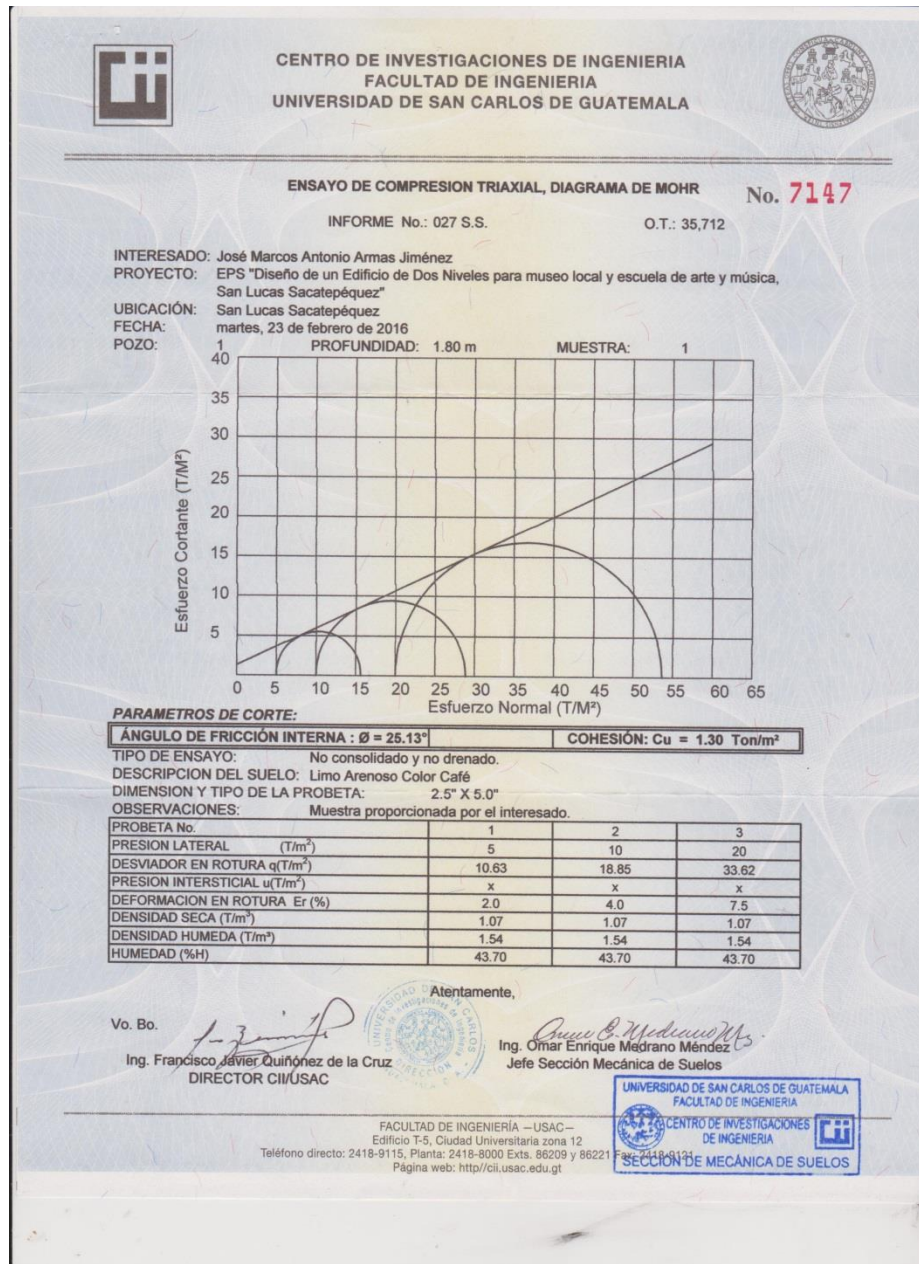 CENTRO DE INVESTIGACIONES DE INGENIERIA
FACULTAD DE INGENIERIA
UNIVERSIDAD DE SAN CARLOS DE GUATEMALA
ENSAYO DE COMPRESION TRIAXIAL, DIAGRAMA DE MOHR
No. 7147
INFORME No.: 027 S.S. O.T.: 35,712
INTERESADO: José Marcos Antonio Armas Jiménez
PROYECTO: EPS "Diseño de un Edificio de Dos Niveles para museo local y escuela de arte y música,
San Lucas Sacatepéquez"
UBICACIÓN: San Lucas Sacatepéquez
FECHA: martes, 23 de febrero de 2016
POZO: 1 PROFUNDIDAD: 1.80 m MUESTRA: 1
40
35
30
25
20
15
10
5
Esfuerzo Cortante (T/M²)
0 5 10 15 20 25 30 35 40 45 50 55 60 65
Esfuerzo Normal (T/M²)
PARAMETROS DE CORTE:
ÁNGULO DE FRICCIÓN INTERNA : Ø = 25.13° COHESIÓN: Cu = 1.30 Ton/m²
TIPO DE ENSAYO: No consolidado y no drenado.
DESCRIPCION DEL SUELO: Limo Arenoso Color Café
DIMENSION Y TIPO DE LA PROBETA: 2.5" X 5.0"
OBSERVACIONES: Muestra proporcionada por el interesado.
PROBETA No. 1 2 3
PRESION LATERAL (T/m²) 5 10 20
DESVIADOR EN ROTURA q(T/m²) 10.63 18.85 33.62
PRESION INTERSTICIAL u(T/m²) x x x
DEFORMACION EN ROTURA Er (%) 2.0 4.0 7.5
DENSIDAD SECA (T/m³) 1.07 1.07 1.07
DENSIDAD HUMEDA (T/m³) 1.54 1.54 1.54
HUMEDAD (%H) 43.70 43.70 43.70
Atentamente,
Vo. Bo.
Ing. Francisco Javier Quiñónez de la Cruz
DIRECTOR CII/USAC
Ing. Omar Enrique Medrano Méndez
Jefe Sección Mecánica de Suelos
UNIVERSIDAD DE SAN CARLOS
DIRECCION
UNIVERSIDAD DE SAN CARLOS DE GUATEMALA
FACULTAD DE INGENIERIA
CENTRO DE INVESTIGACIONES
DE INGENIERIA
SECCIÓN DE MECÁNICA DE SUELOS
FACULTAD DE INGENIERÍA —USAC—
Edificio T-5, Ciudad Universitaria zona 12
Teléfono directo: 2418-9115, Planta: 2418-8000 Exts. 86209 y 86221 Fax: 2418-9121
Página web: http//cii.usac.edu.gt